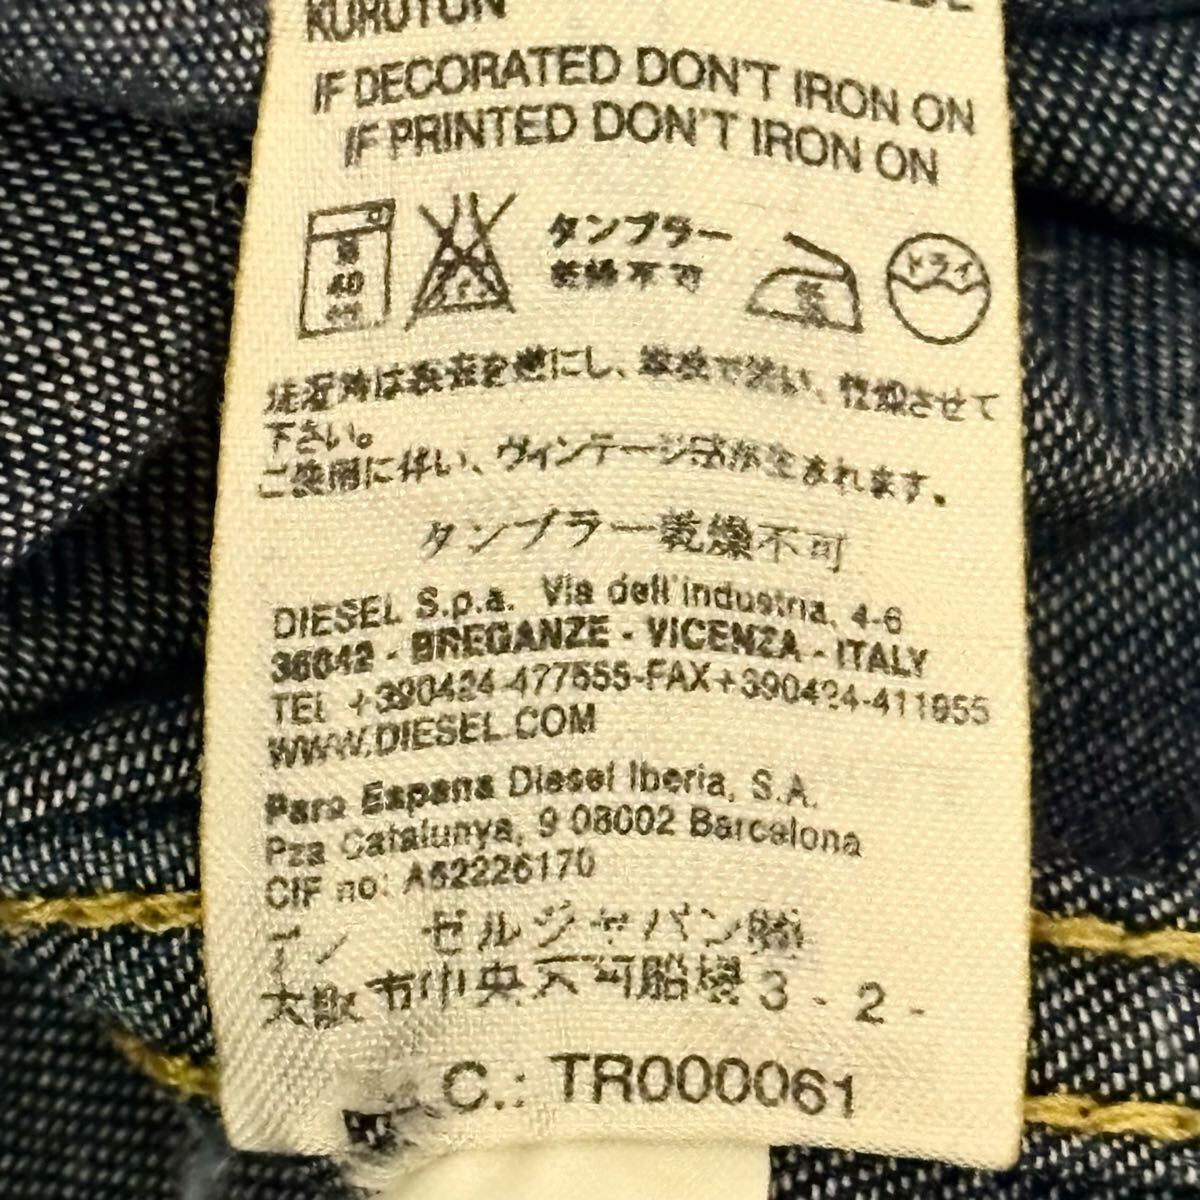 KURUTUN
IF DECORATED DON'T IRON ON
IF PRINTED DON'T IRON ON
40
タンブラー
乾燥不可
ドライ
洗濯時は表裏を逆にし、単独で洗い、乾燥させて
下さい。
ご使用に伴い、ヴィンテージ感が生まれます。
タンブラー乾燥不可
DIESEL S.p.a. Via dell'industria, 4-6
36042 - BREGANZE - VICENZA - ITALY
TEL +390424-477555-FAX+390424-411955
WWW.DIESEL.COM
Para Espana Diesel Iberia, S.A.
Pza Catalunya, 9 08002 Barcelona
CIF no: A62226170
ゼルジャパン
大阪市中央 船場3-2-
C.: TR000061